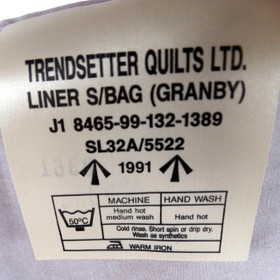 TRENDSETTER QUILTS LTD.
LINER S/BAG (GRANBY)
J1 8465-99-132-1389
SL32A/5522
1991
MACHINE HAND WASH
50°C Hand hot medium wash Hand hot
Cold rinse. Short spin or drip dry.
Wash as synthetics
WARM IRON